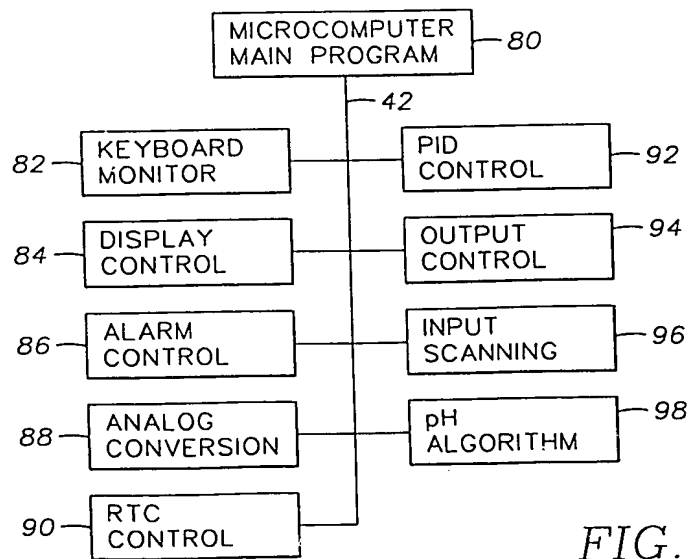 MICROCOMPUTER
MAIN PROGRAM
80
42
82
KEYBOARD
MONITOR
PID
CONTROL
92
84
DISPLAY
CONTROL
OUTPUT
CONTROL
94
86
ALARM
CONTROL
INPUT
SCANNING
96
88
ANALOG
CONVERSION
pH
ALGORITHM
98
90
RTC
CONTROL
FIG.